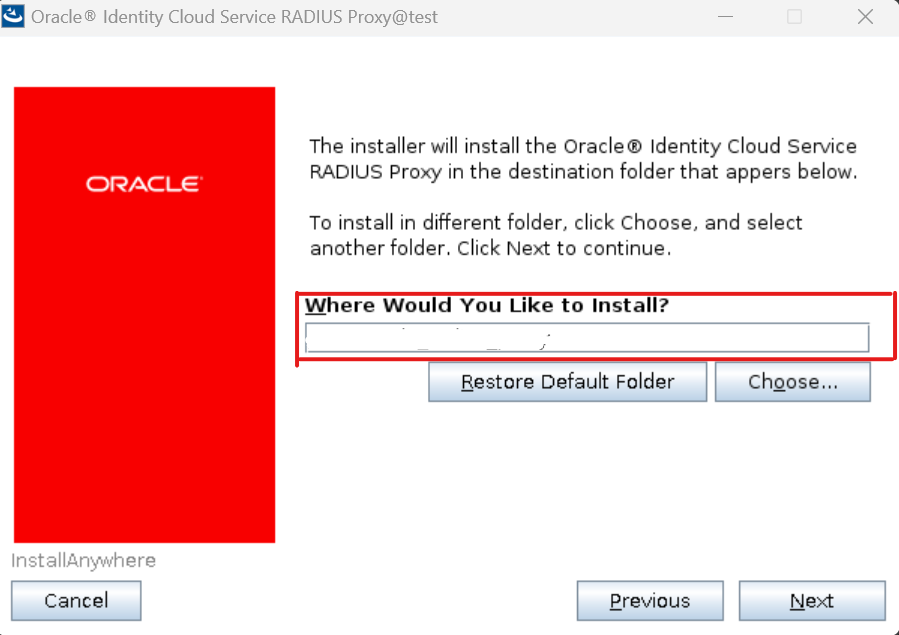 Oracle® Identity Cloud Service RADIUS Proxy@test
ORACLE®
The installer will install the Oracle® Identity Cloud Service
RADIUS Proxy in the destination folder that appers below.
To install in different folder, click Choose, and select
another folder. Click Next to continue.
Where Would You Like to Install?
Restore Default Folder
Choose...
InstallAnywhere
Cancel
Previous
Next